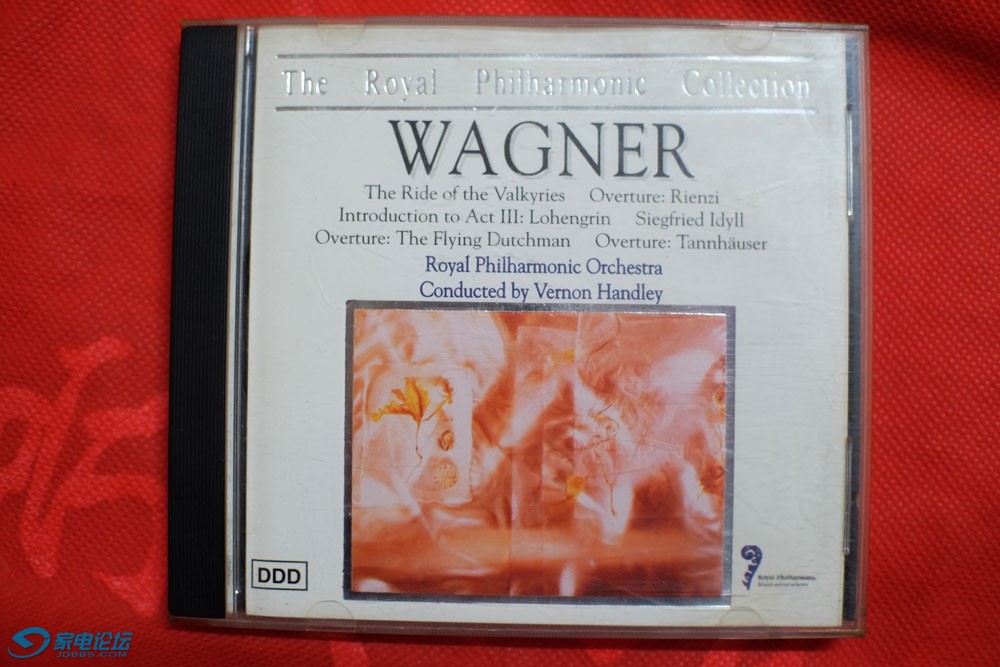 The Royal Philharmonic Collection
WAGNER
The Ride of the Valkyries Overture: Rienzi
Introduction to Act III: Lohengrin Siegfried Idyll
Overture: The Flying Dutchman Overture: Tannhäuser
Royal Philharmonic Orchestra
Conducted by Vernon Handley
DDD
Royal Philharmonic
家电论坛
JDBBS.COM